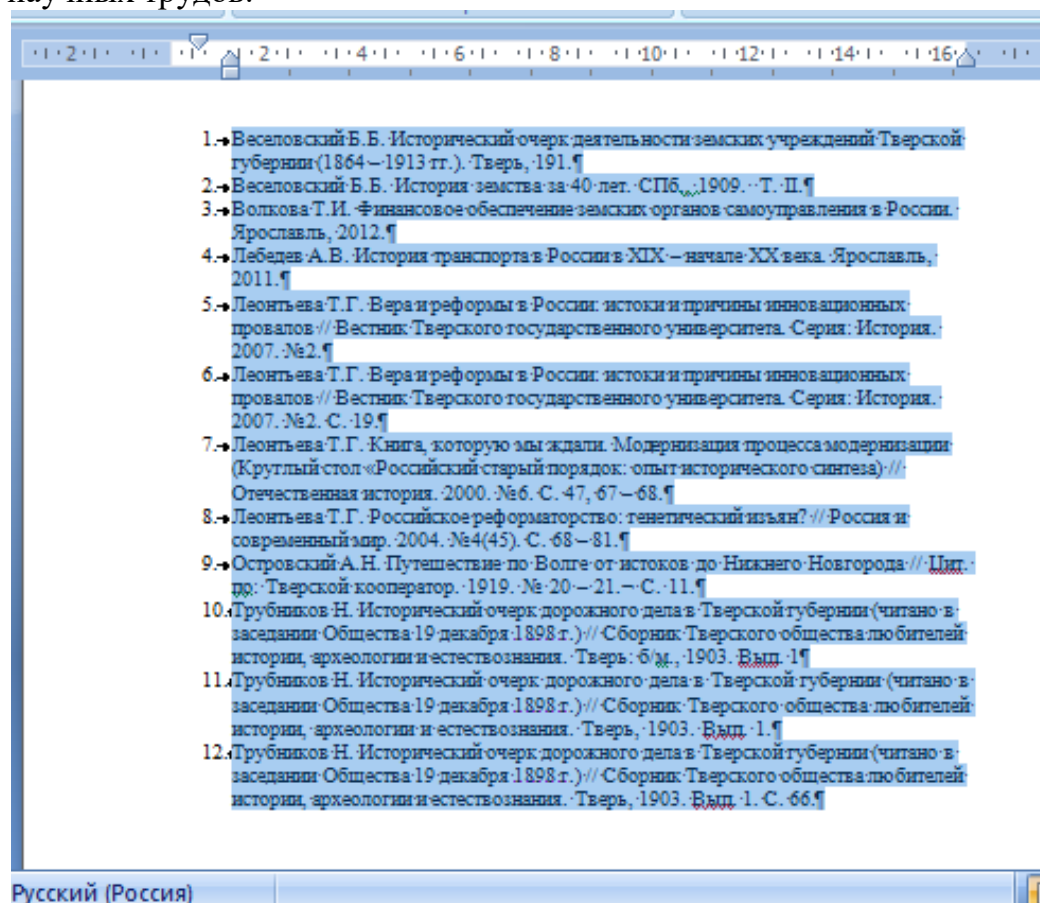 научных трудов.
2 2 4 6 8 10 12 14 16
1. Веселовский Б.Б. Исторический очерк деятельности земских учреждений Тверской
губернии (1864 – 1913 гг.). Тверь, 191.¶
2. Веселовский Б.Б. История земства за 40 лет. СПб., ;1909. Т. II.¶
3. Волкова Т.И. Финансовое обеспечение земских органов самоуправления в России.
Ярославль, 2012.¶
4. Лебедев А.В. История транспорта в России в XIX – начале XX века. Ярославль,
2011.¶
5. Леонтьева Т.Г. Вера и реформы в России: истоки и причины инновационных
провалов // Вестник Тверского государственного университета. Серия: История.
2007. №2.¶
6. Леонтьева Т.Г. Вера и реформы в России: истоки и причины инновационных
провалов // Вестник Тверского государственного университета. Серия: История.
2007. №2. С. 19.¶
7. Леонтьева Т.Г. Книга, которую мы ждали. Модернизация процесса модернизации
(Круглый стол «Российский старый порядок: опыт исторического синтеза) //
Отечественная история. 2000. №6. С. 47, 67 – 68.¶
8. Леонтьева Т.Г. Российское реформаторство: генетический изъян? // Россия и
современный мир. 2004. №4(45). С. 68 – 81.¶
9. Островский А.Н. Путешествие по Волге от истоков до Нижнего Новгорода // Цит.
по: Тверской кооператор. 1919. № 20 – 21. – С. 11.¶
10. Трубников Н. Исторический очерк дорожного дела в Тверской губернии (читано в
заседании Общества 19 декабря 1898 г.) // Сборник Тверского общества любителей
истории, археологии и естествознания. Тверь: б/м., 1903. Вып. 1¶
11. Трубников Н. Исторический очерк дорожного дела в Тверской губернии (читано в
заседании Общества 19 декабря 1898 г.) // Сборник Тверского общества любителей
истории, археологии и естествознания. Тверь, 1903. Вып. 1.¶
12. Трубников Н. Исторический очерк дорожного дела в Тверской губернии (читано в
заседании Общества 19 декабря 1898 г.) // Сборник Тверского общества любителей
истории, археологии и естествознания. Тверь, 1903. Вып. 1. С. 66.¶
Русский (Россия)